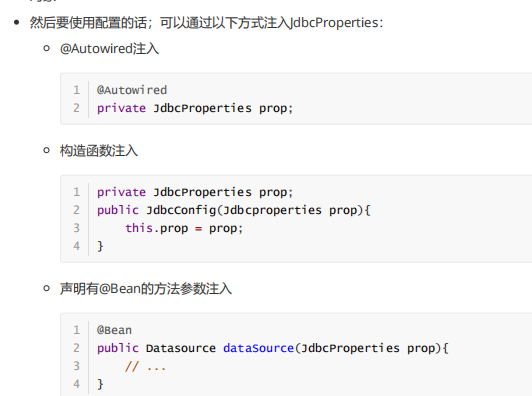 然后要使用配置的话；可以通过以下方式注入JdbcProperties：
@Autowired注入
1 @Autowired
2 private JdbcProperties prop;
构造函数注入
1 private JdbcProperties prop;
2 public JdbcConfig(Jdbcproperties prop){
3     this.prop = prop;
4 }
声明有@Bean的方法参数注入
1 @Bean
2 public Datasource dataSource(JdbcProperties prop){
3     // ...
4 }